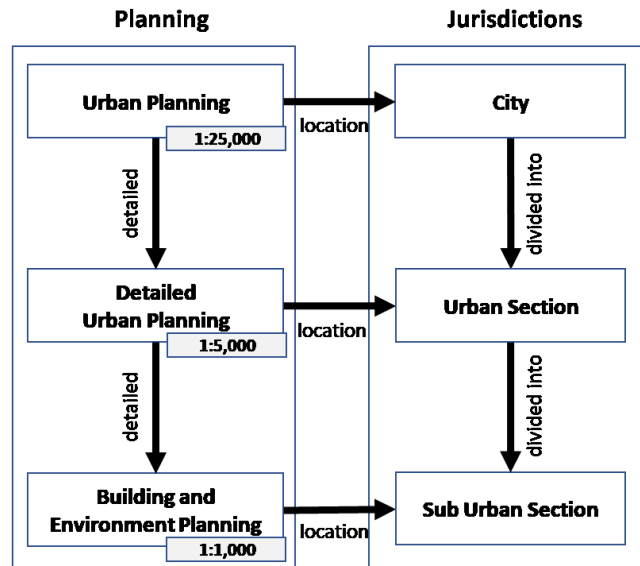 Planning
Jurisdictions
Urban Planning
1:25,000
location
City
detailed
divided into
Detailed
Urban Planning
1:5,000
location
Urban Section
detailed
divided into
Building and
Environment Planning
1:1,000
location
Sub Urban Section